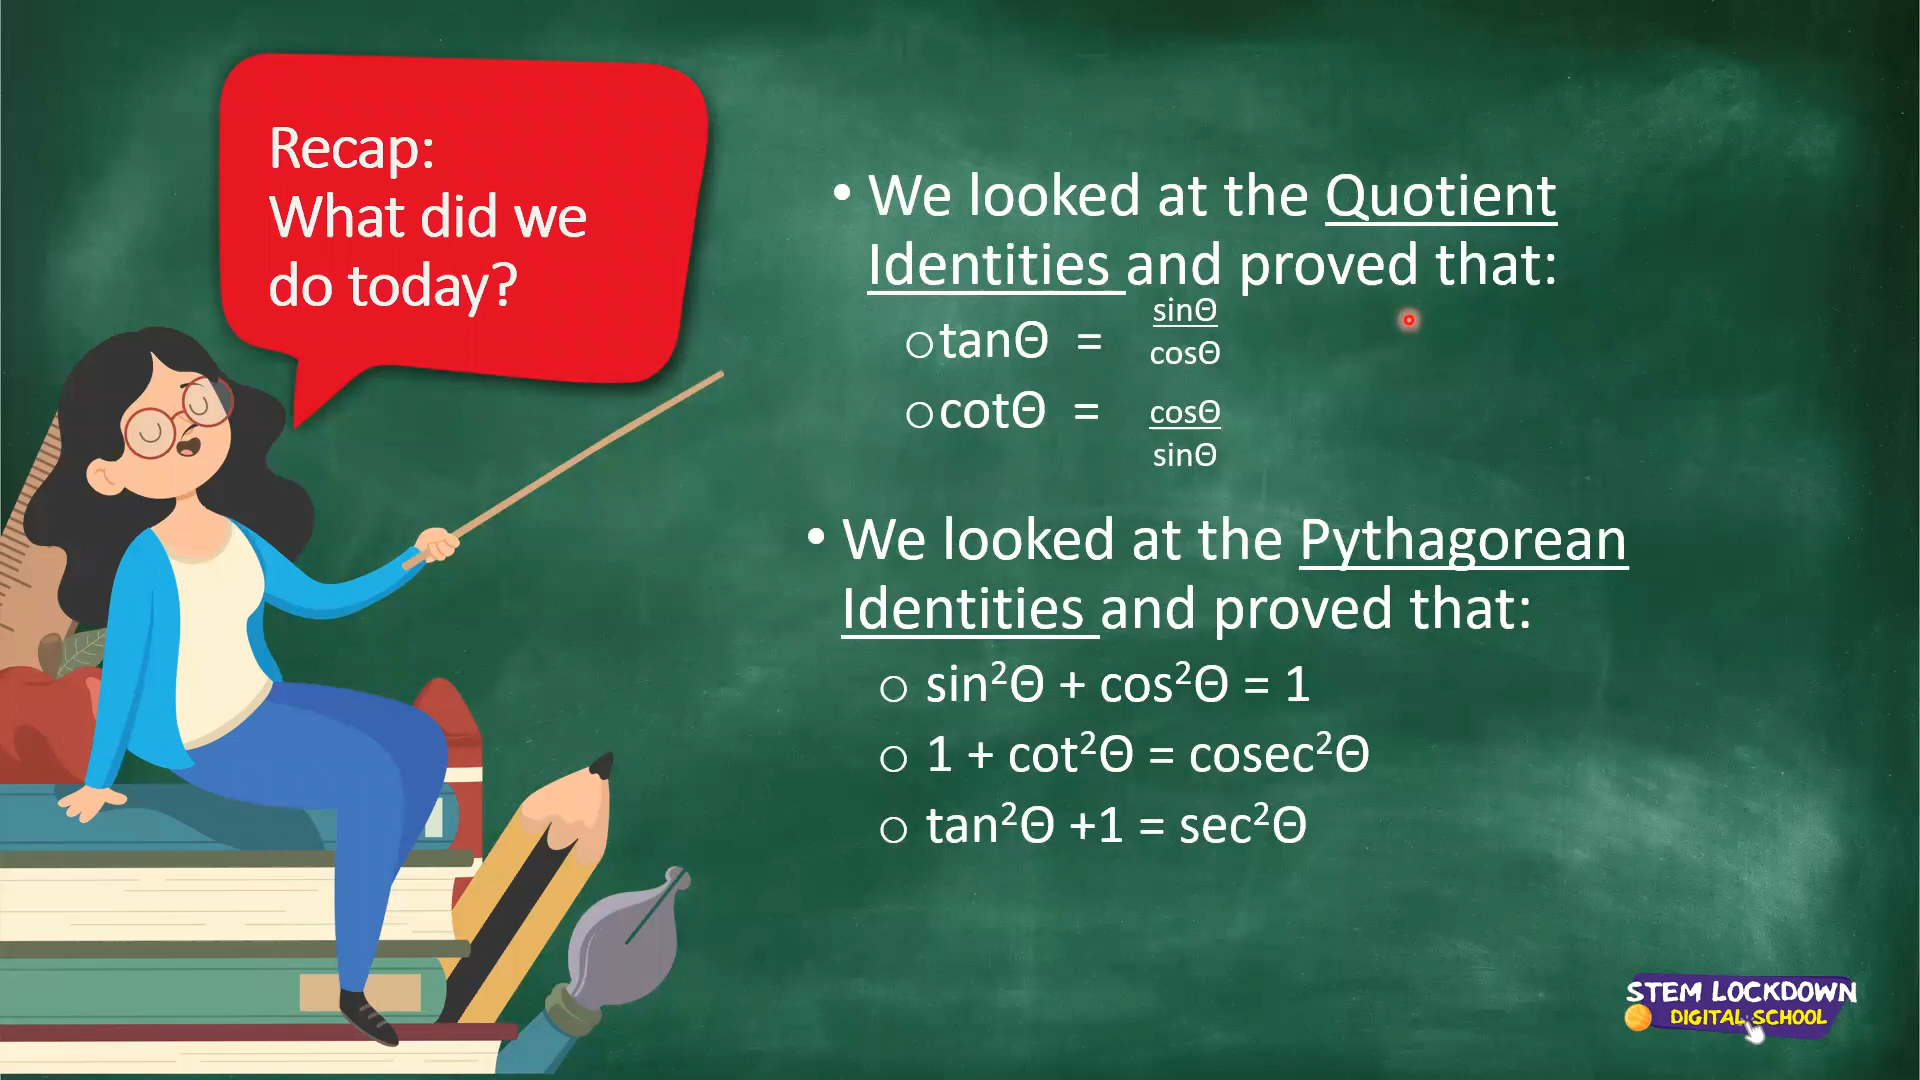 Recap:
What did we
do today?
• We looked at the Quotient
Identities and proved that:
o tanΘ = sinΘ/cosΘ
o cotΘ = cosΘ/sinΘ
• We looked at the Pythagorean
Identities and proved that:
o sin²Θ + cos²Θ = 1
o 1 + cot²Θ = cosec²Θ
o tan²Θ +1 = sec²Θ
STEM LOCKDOWN
DIGITAL SCHOOL